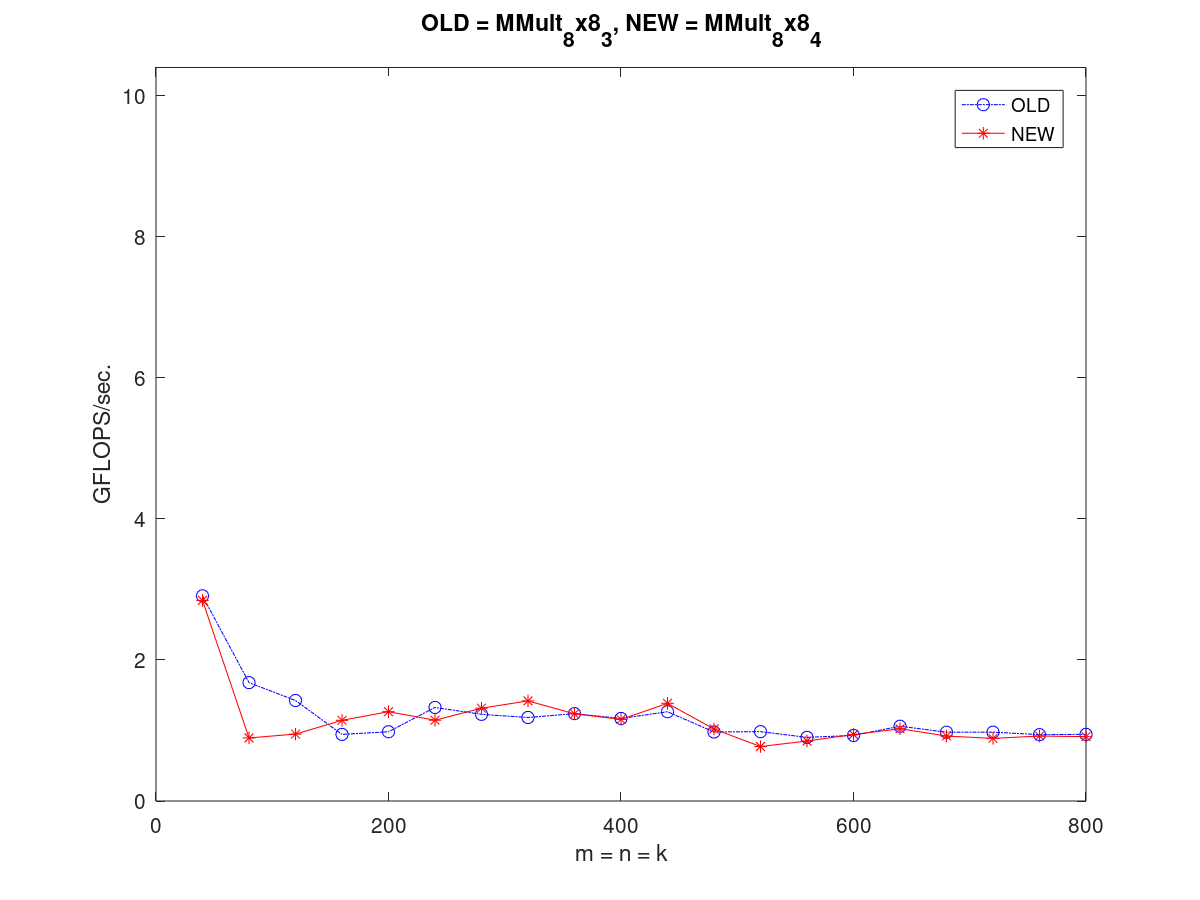 OLD = MMult_8x8_3, NEW = MMult_8x8_4
10
8
6
4
2
0
GFLOPS/sec.
OLD
NEW
0 200 400 600 800
m = n = k